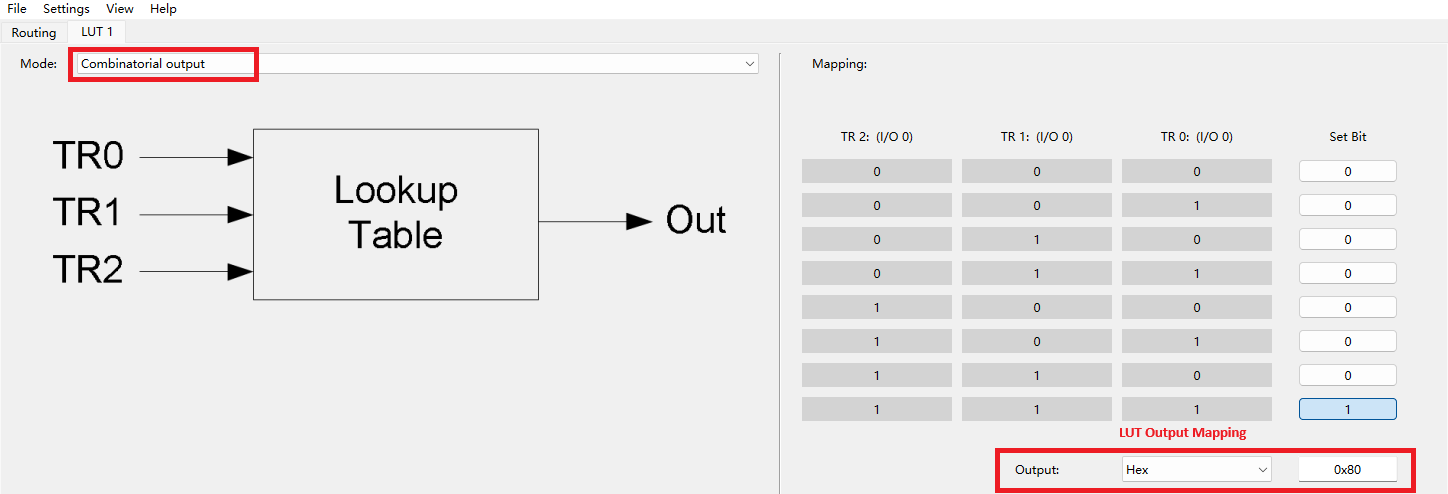 File Settings View Help
Routing LUT 1
Mode: Combinatorial output
TR0
TR1
TR2
Lookup
Table
Out
Mapping:
TR 2: (I/O 0) TR 1: (I/O 0) TR 0: (I/O 0) Set Bit
0 0 0 0
0 0 1 0
0 1 0 0
0 1 1 0
1 0 0 0
1 0 1 0
1 1 0 0
1 1 1 1
LUT Output Mapping
Output: Hex 0x80